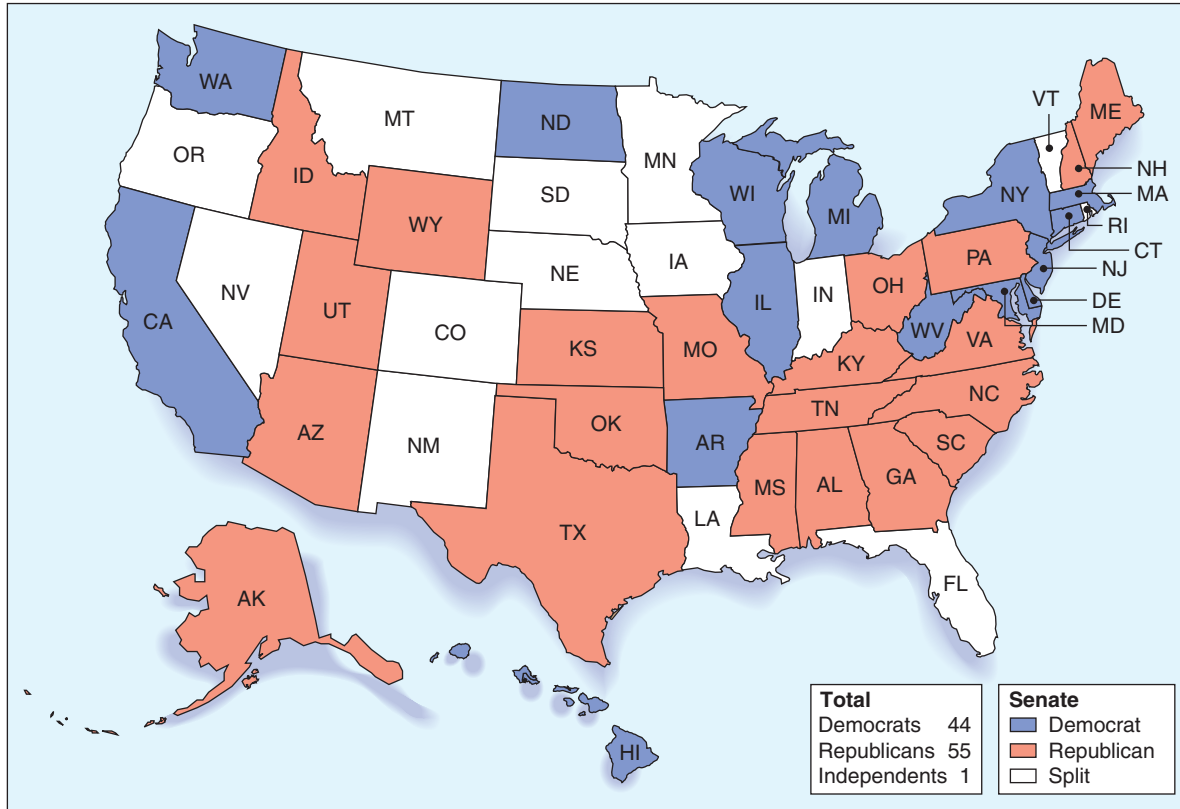 WA
MT
ND
MN
VT
ME
OR
ID
SD
WI
MI
NY
NH
MA
WY
RI
CT
NV
NE
IA
PA
NJ
CA
UT
CO
IL
IN
OH
DE
MD
KS
MO
WV
VA
KY
AZ
NM
OK
AR
TN
NC
SC
MS
AL
GA
TX
LA
FL
AK
HI
Total
Democrats 44
Republicans 55
Independents 1
Senate
Democrat
Republican
Split